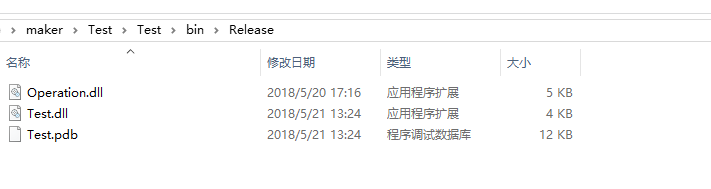 maker > Test > Test > bin > Release
名称 修改日期 类型 大小
Operation.dll 2018/5/20 17:16 应用程序扩展 5 KB
Test.dll 2018/5/21 13:24 应用程序扩展 4 KB
Test.pdb 2018/5/21 13:24 程序调试数据库 12 KB